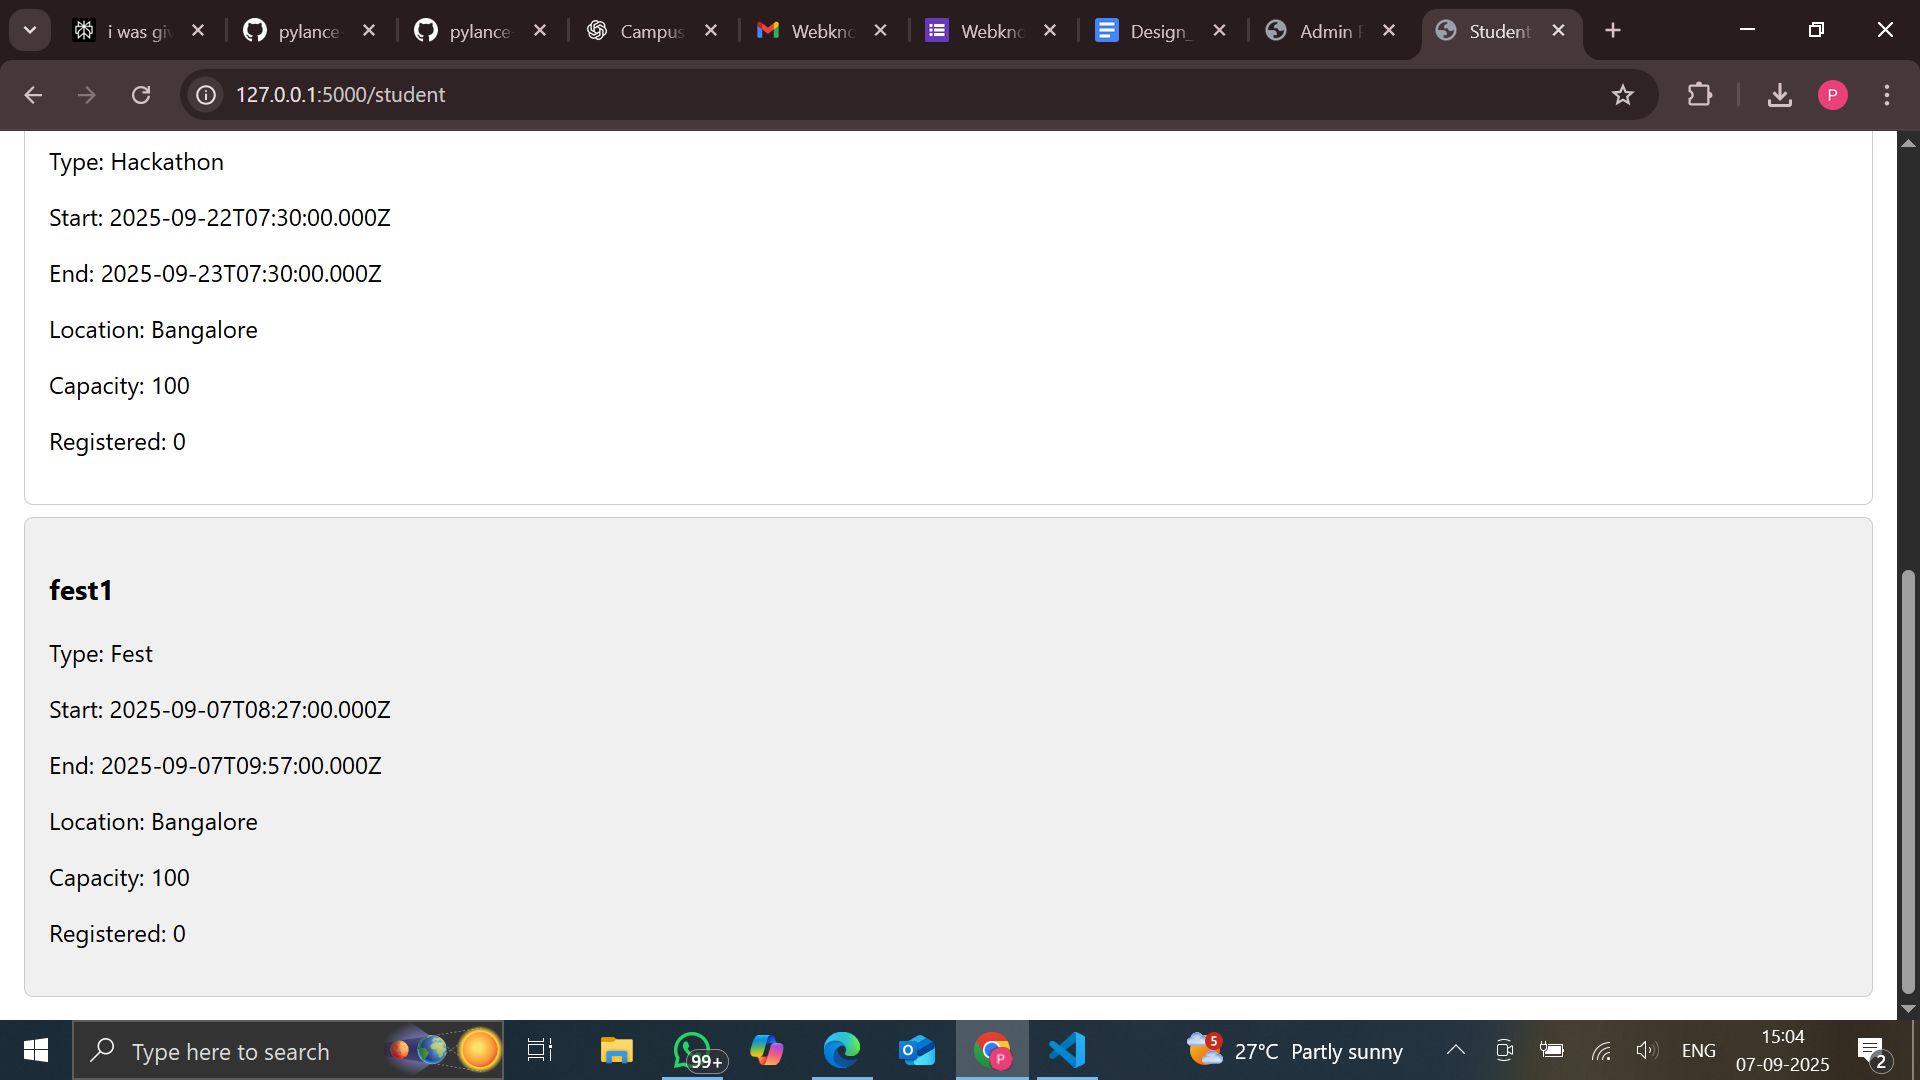 i was giv
pylance-
pylance-
Campus
Webkno
Webkno
Design_
Admin P
Student
127.0.0.1:5000/student
P
Type: Hackathon
Start: 2025-09-22T07:30:00.000Z
End: 2025-09-23T07:30:00.000Z
Location: Bangalore
Capacity: 100
Registered: 0
fest1
Type: Fest
Start: 2025-09-07T08:27:00.000Z
End: 2025-09-07T09:57:00.000Z
Location: Bangalore
Capacity: 100
Registered: 0
Type here to search
99+
P
5
27°C Partly sunny
ENG
15:04
07-09-2025
2